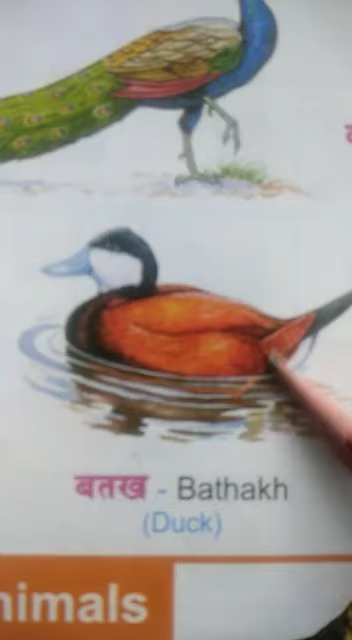 बतख - Bathakh
(Duck)
nimals